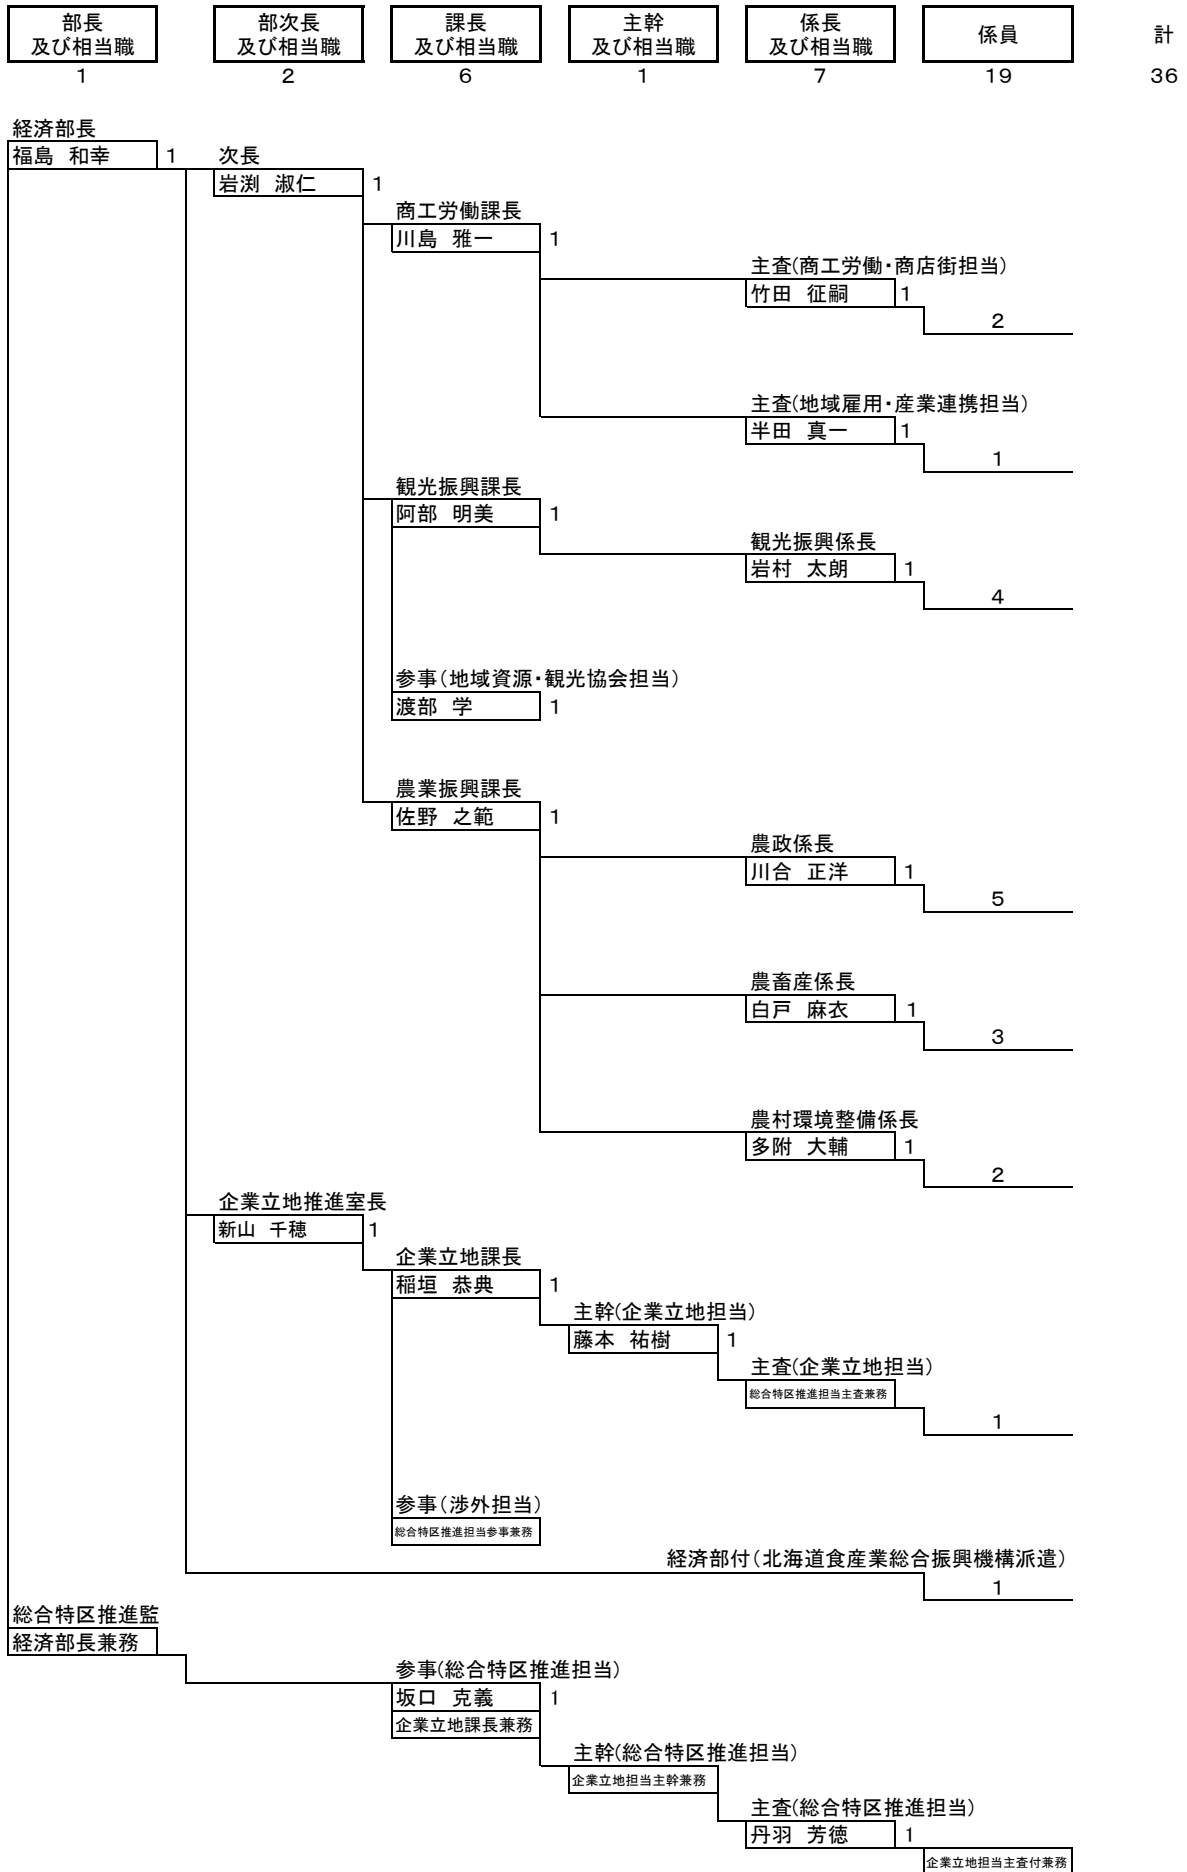 部長
及び相当職
部次長
及び相当職
課長
及び相当職
主幹
及び相当職
係長
及び相当職
係員
計
1
2
6
1
7
19
36
経済部長
福島 和幸
1
次長
岩渕 淑仁
1
商工労働課長
川島 雅一
1
主査(商工労働・商店街担当)
竹田 征嗣
1
2
主査(地域雇用・産業連携担当)
半田 真一
1
1
観光振興課長
阿部 明美
1
観光振興係長
岩村 太朗
1
4
参事(地域資源・観光協会担当)
渡部 学
1
農業振興課長
佐野 之範
1
農政係長
川合 正洋
1
5
農畜産係長
白戸 麻衣
1
3
農村環境整備係長
多附 大輔
1
2
企業立地推進室長
新山 千穂
1
企業立地課長
稲垣 恭典
1
主幹(企業立地担当)
藤本 祐樹
1
主査(企業立地担当)
総合特区推進担当主査兼務
1
参事(渉外担当)
総合特区推進担当参事兼務
経済部付(北海道食産業総合振興機構派遣)
1
総合特区推進監
経済部長兼務
参事(総合特区推進担当)
坂口 克義
1
企業立地課長兼務
主幹(総合特区推進担当)
企業立地担当主幹兼務
主査(総合特区推進担当)
丹羽 芳徳
1
企業立地担当主査付兼務